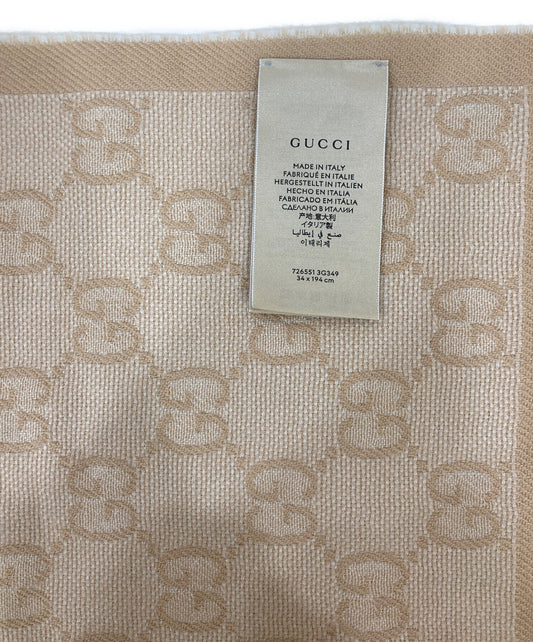 GUCCI
MADE IN ITALY
FABRIQUÉ EN ITALIE
HERGESTELLT IN ITALIEN
HECHO EN ITALIA
FABRICADO EM ITÁLIA
СДЕЛАНО В ИТАЛИИ
产地:意大利
イタリア製
صنع في إيطاليا
이태리제
726551 3G349
34 x 194 cm